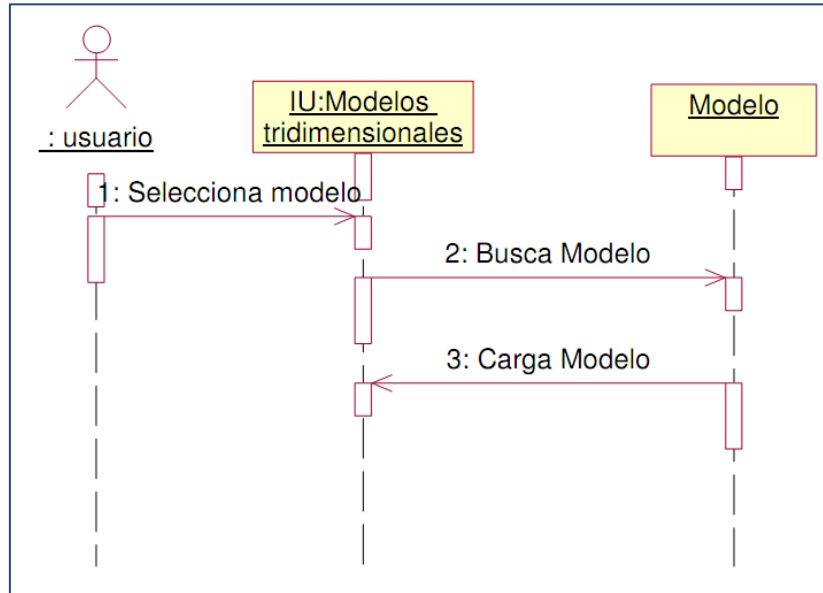 : usuario
IU:Modelos
tridimensionales
Modelo
1: Selecciona modelo
2: Busca Modelo
3: Carga Modelo